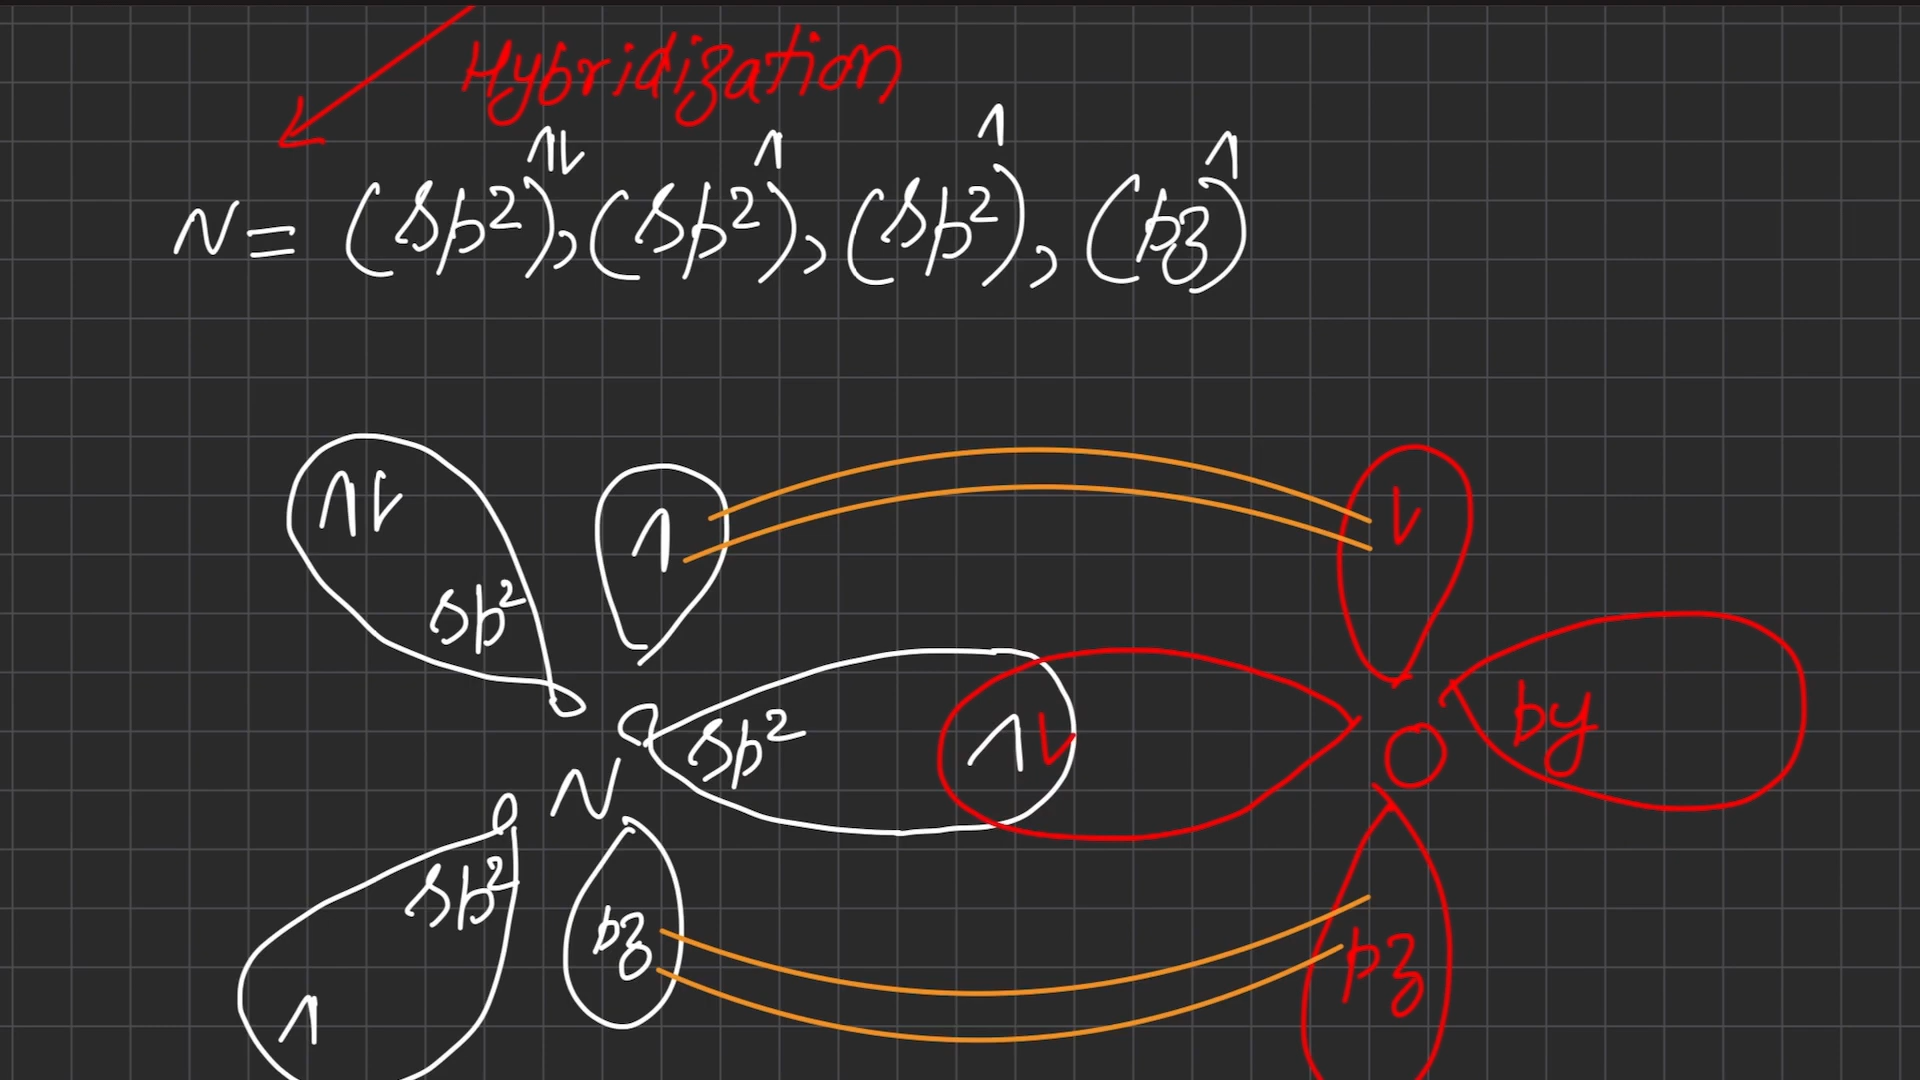 Hybridization
↑↓ ↑ ↑ ↑
N = (sp²), (sp²), (sp²), (pz)
↑↓ ↑ ↓
sp²
sp² ↑↓ py
N O
sp²
pz pz
↑